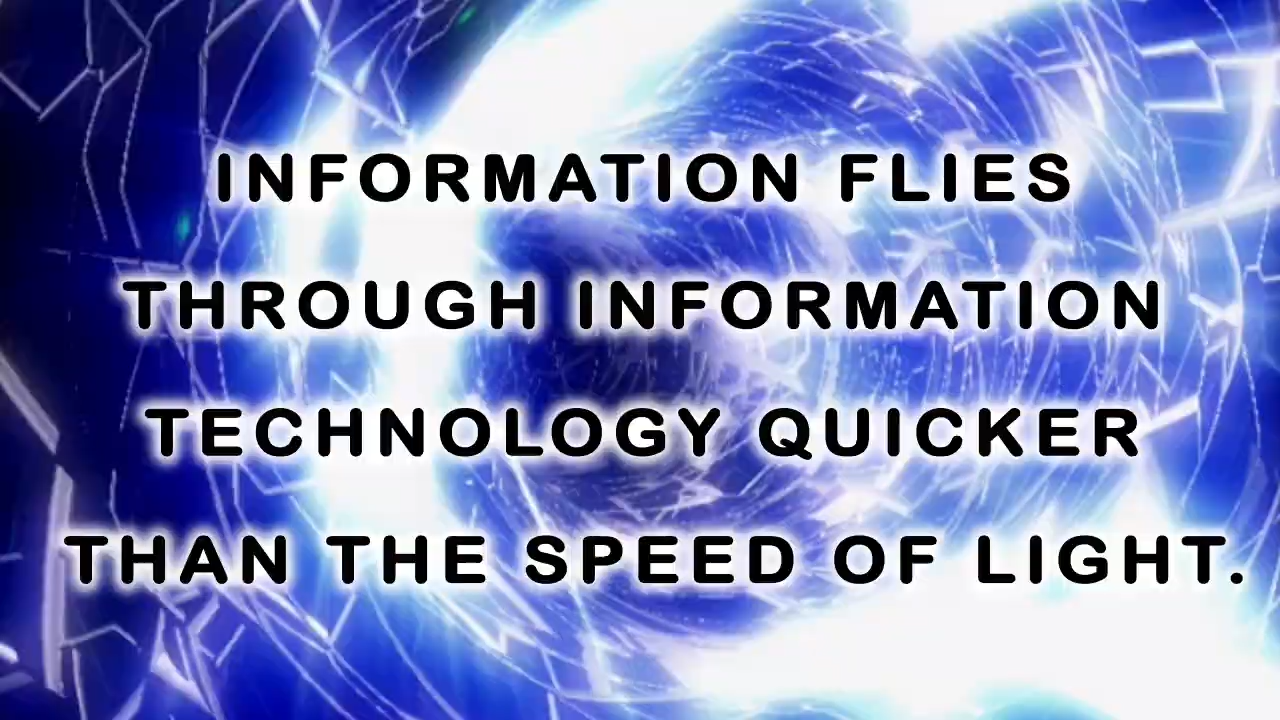 INFORMATION FLIES
THROUGH INFORMATION
TECHNOLOGY QUICKER
THAN THE SPEED OF LIGHT.